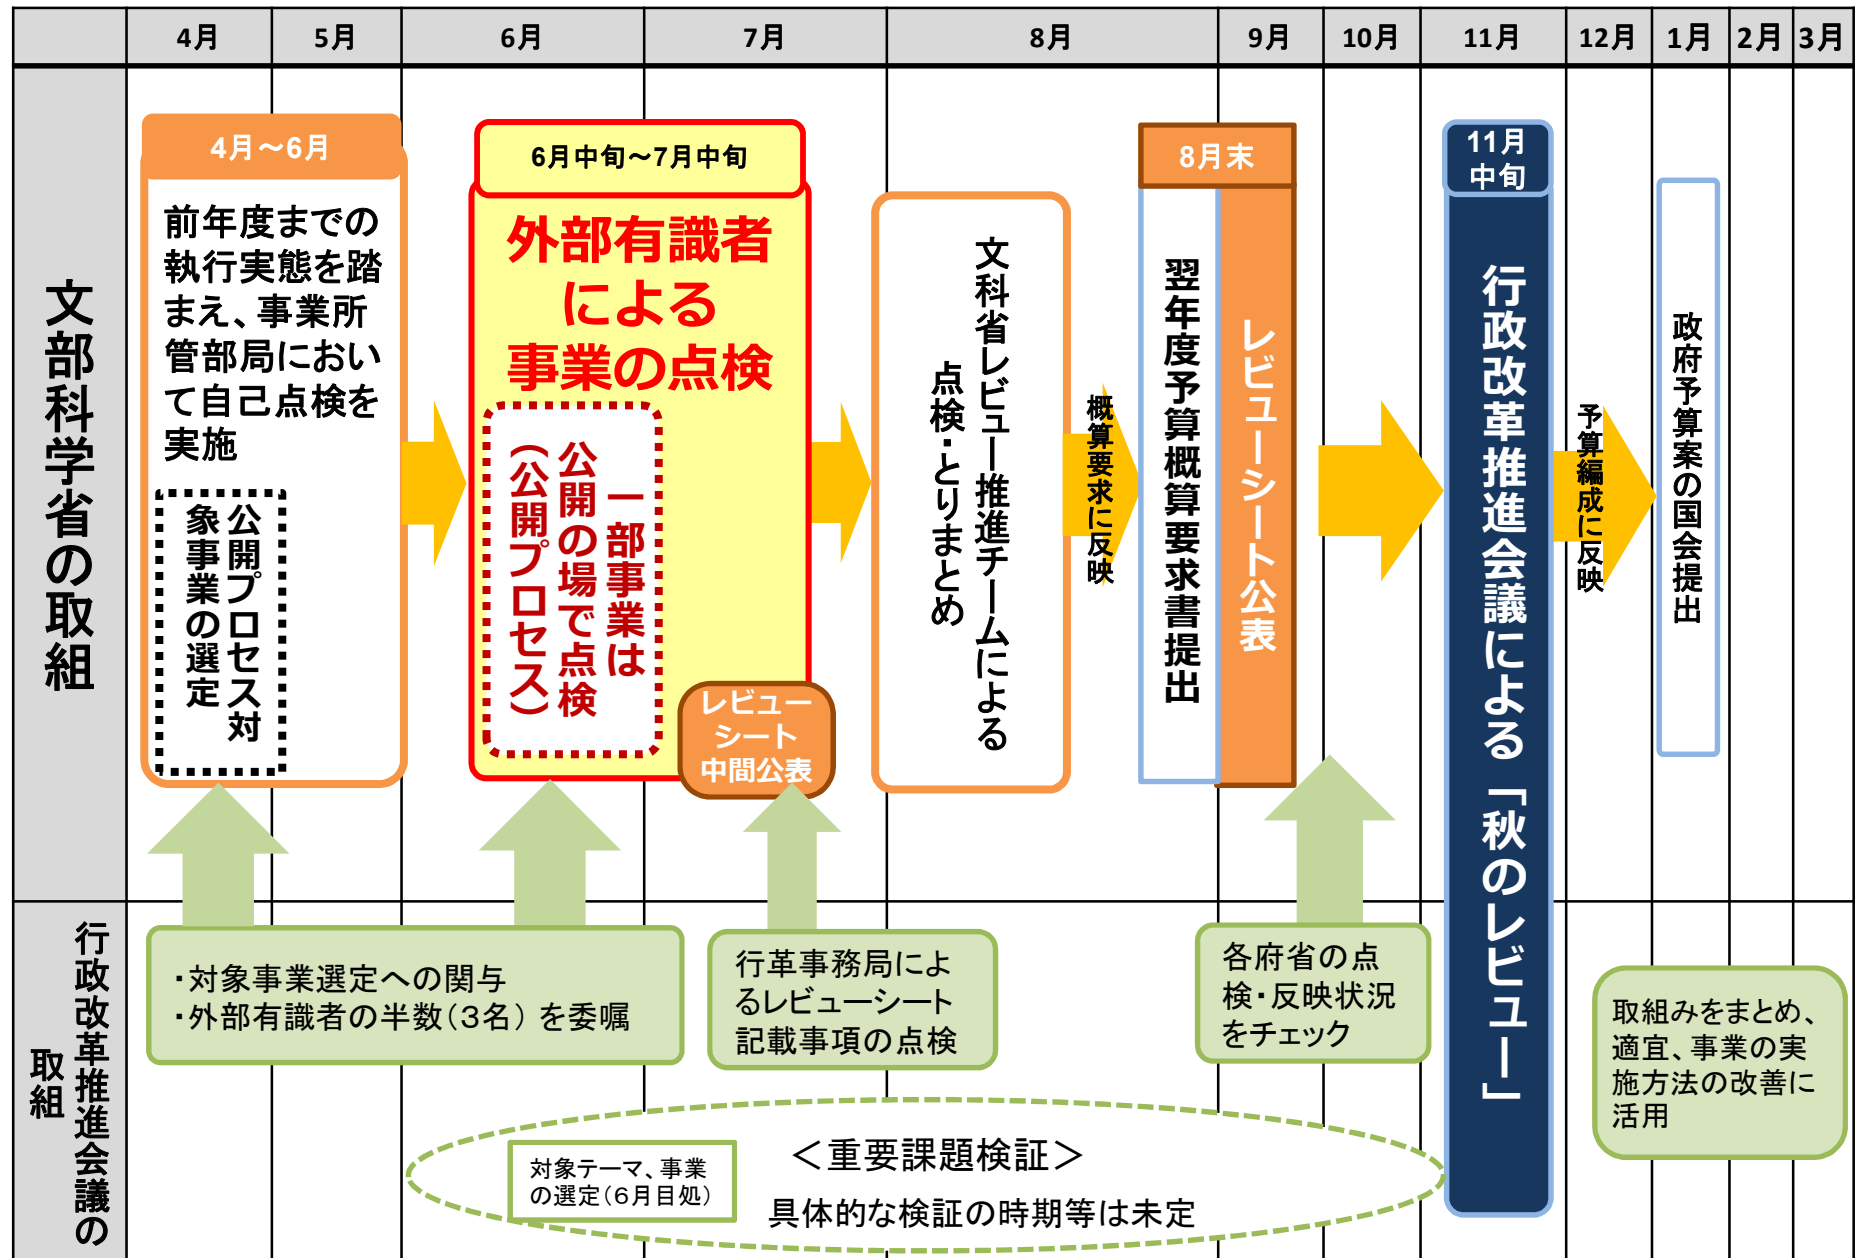 4月
5月
6月
7月
8月
9月
10月
11月
12月
1月
2月
3月
文部科学省の取組
4月～6月
前年度までの
執行実態を踏
まえ、事業所
管部局におい
て自己点検を
実施
公開プロセス対
象事業の選定
6月中旬～7月中旬
外部有識者
による
事業の点検
一部事業は
公開の場で点検
（公開プロセス）
レビュー
シート
中間公表
文科省レビュー推進チームによる
点検・とりまとめ
概算要求に反映
8月末
翌年度予算概算要求書提出
レビューシート公表
11月
中旬
行政改革推進会議による「秋のレビュー」
予算編成に反映
政府予算案の国会提出
行政改革推進会議の
取組
・対象事業選定への関与
・外部有識者の半数（3名）を委嘱
行革事務局によ
るレビューシート
記載事項の点検
各府省の点
検・反映状況
をチェック
取組みをまとめ、
適宜、事業の実
施方法の改善に
活用
＜重要課題検証＞
対象テーマ、事業
の選定（6月目処）
具体的な検証の時期等は未定